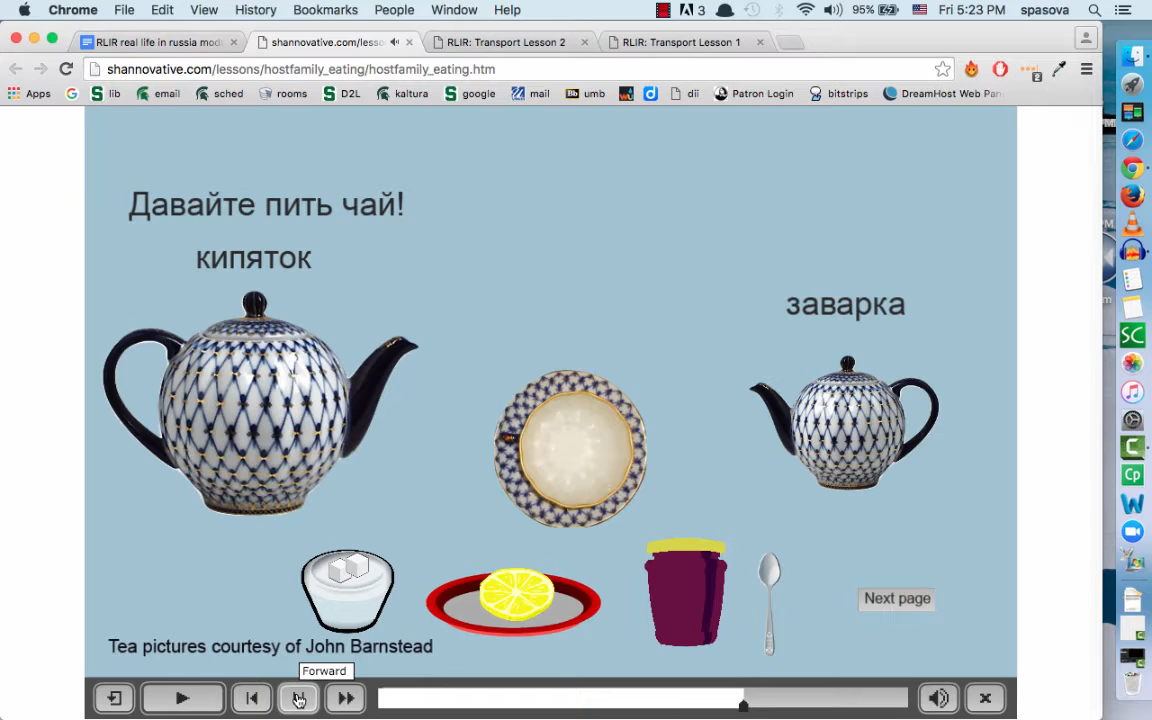 Chrome File Edit View History Bookmarks People Window Help
3 95% Fri 5:23 PM spasova
RLIR real life in russia mod
shannovative.com/lesso
RLIR: Transport Lesson 2
RLIR: Transport Lesson 1
shannovative.com/lessons/hostfamily_eating/hostfamily_eating.htm
2
Apps lib email sched rooms D2L kaltura google mail umb dii Patron Login bitstrips DreamHost Web Pan
Давайте пить чай!
кипяток
заварка
Next page
Tea pictures courtesy of John Barnstead
Forward